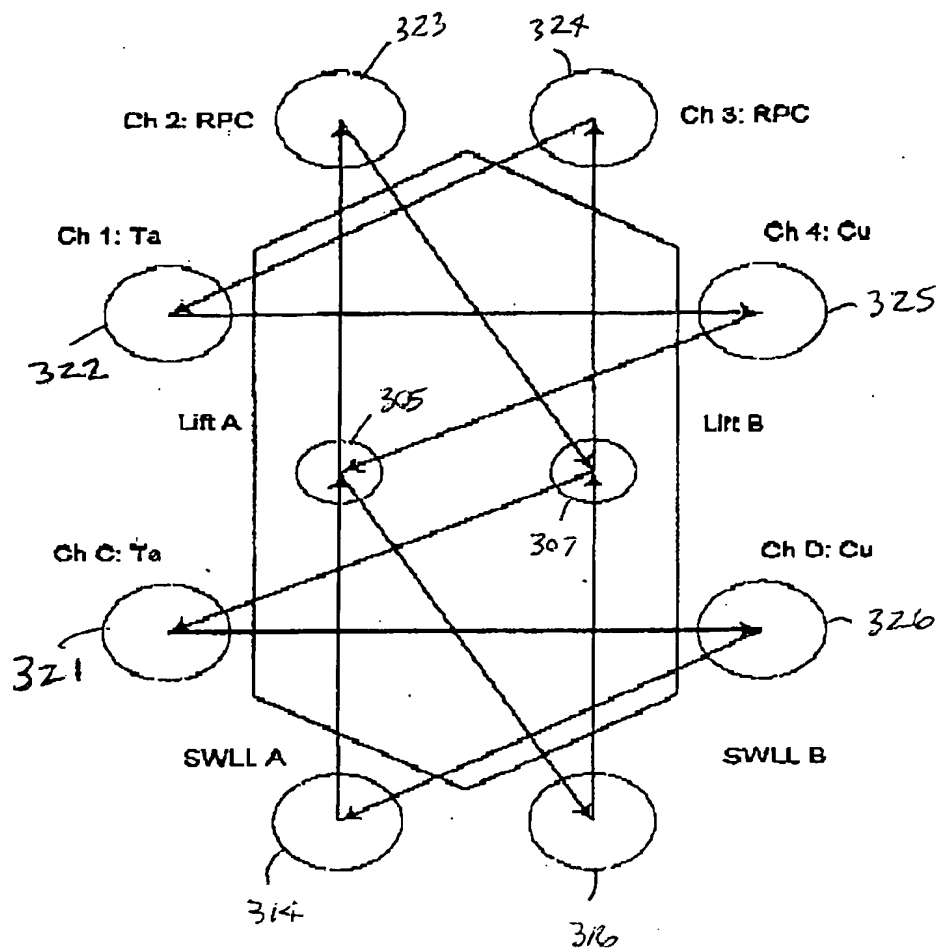 323
324
Ch 2: RPC
Ch 3: RPC
Ch 1: Ta
Ch 4: Cu
322
325
Lift A
305
Lift B
307
Ch C: Ta
Ch D: Cu
321
326
SWLL A
SWLL B
314
316